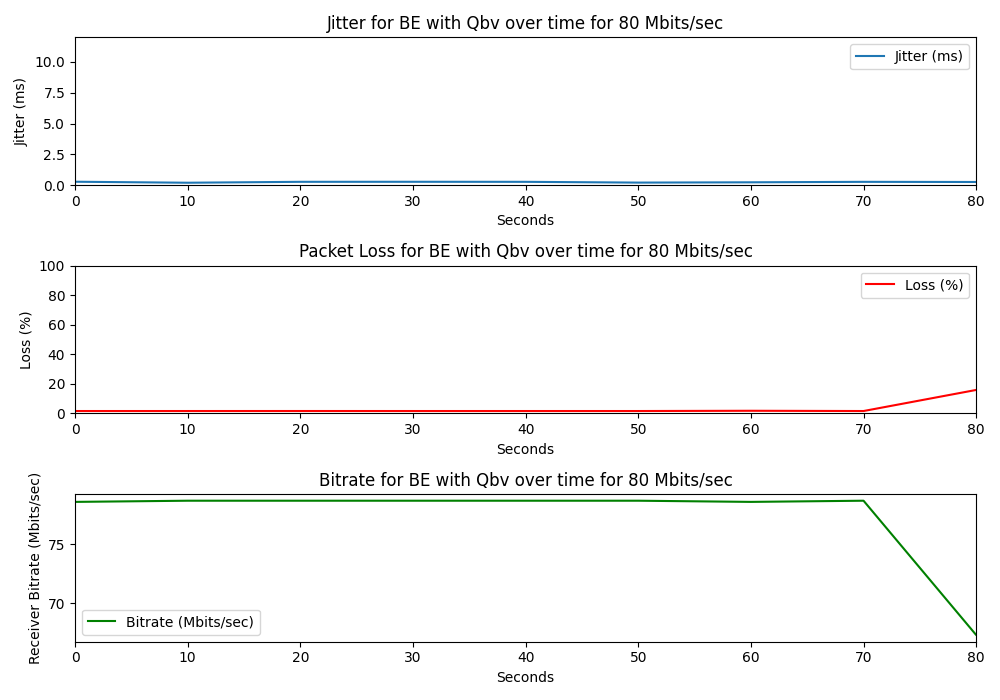 Jitter for BE with Qbv over time for 80 Mbits/sec
10.0
7.5
5.0
2.5
0.0
Jitter (ms)
Jitter (ms)
0 10 20 30 40 50 60 70 80
Seconds
Packet Loss for BE with Qbv over time for 80 Mbits/sec
100
80
60
40
20
0
Loss (%)
Loss (%)
0 10 20 30 40 50 60 70 80
Seconds
Bitrate for BE with Qbv over time for 80 Mbits/sec
75
70
Receiver Bitrate (Mbits/sec)
Bitrate (Mbits/sec)
0 10 20 30 40 50 60 70 80
Seconds